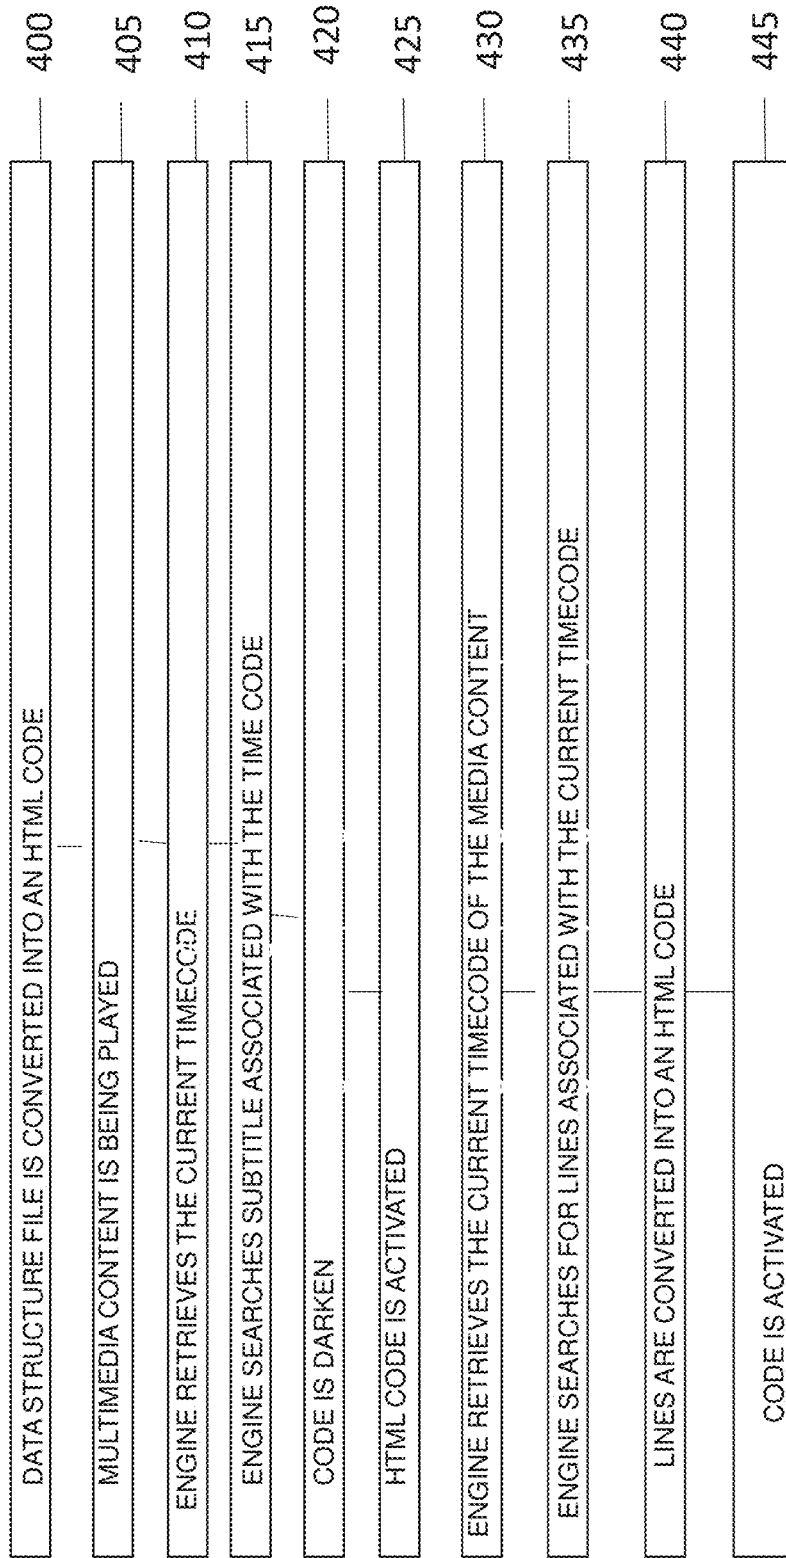 DATA STRUCTURE FILE IS CONVERTED INTO AN HTML CODE 400
MULTIMEDIA CONTENT IS BEING PLAYED 405
ENGINE RETRIEVES THE CURRENT TIMECODE 410
ENGINE SEARCHES SUBTITLE ASSOCIATED WITH THE TIME CODE 415
CODE IS DARKEN 420
HTML CODE IS ACTIVATED 425
ENGINE RETRIEVES THE CURRENT TIMECODE OF THE MEDIA CONTENT 430
ENGINE SEARCHES FOR LINES ASSOCIATED WITH THE CURRENT TIMECODE 435
LINES ARE CONVERTED INTO AN HTML CODE 440
CODE IS ACTIVATED 445